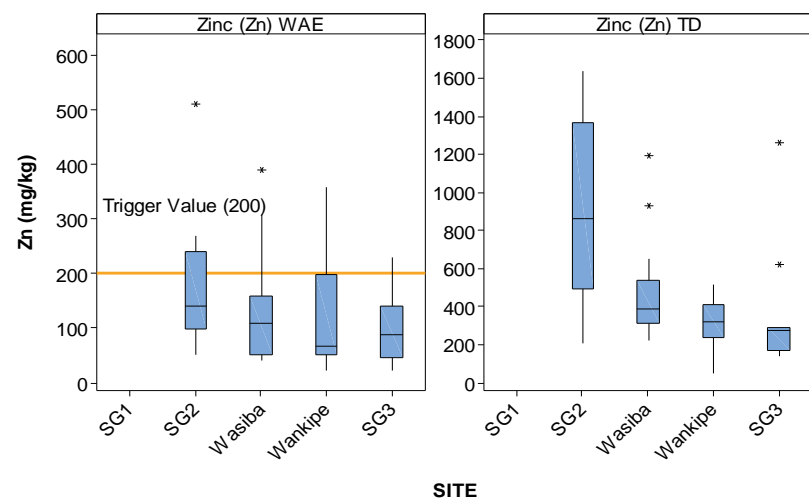 Zinc (Zn) WAE
Zinc (Zn) TD
Zn (mg/kg)
600
500
400
300
200
100
0
Trigger Value (200)
SG1
SG2
Wasiba
Wankipe
SG3
1800
1600
1400
1200
1000
800
600
400
200
0
SG1
SG2
Wasiba
Wankipe
SG3
SITE